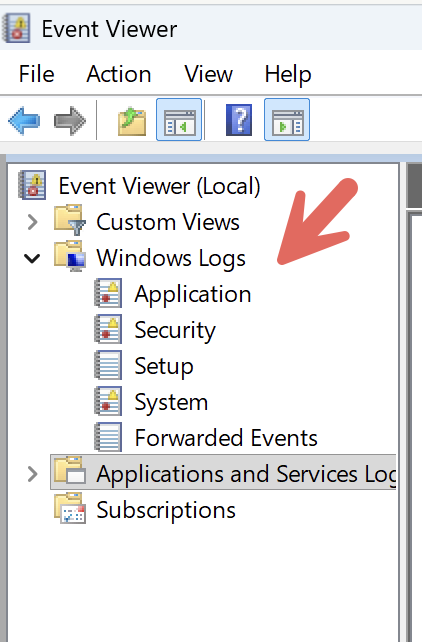 Event Viewer
File Action View Help
Event Viewer (Local)
Custom Views
Windows Logs
Application
Security
Setup
System
Forwarded Events
Applications and Services Log
Subscriptions